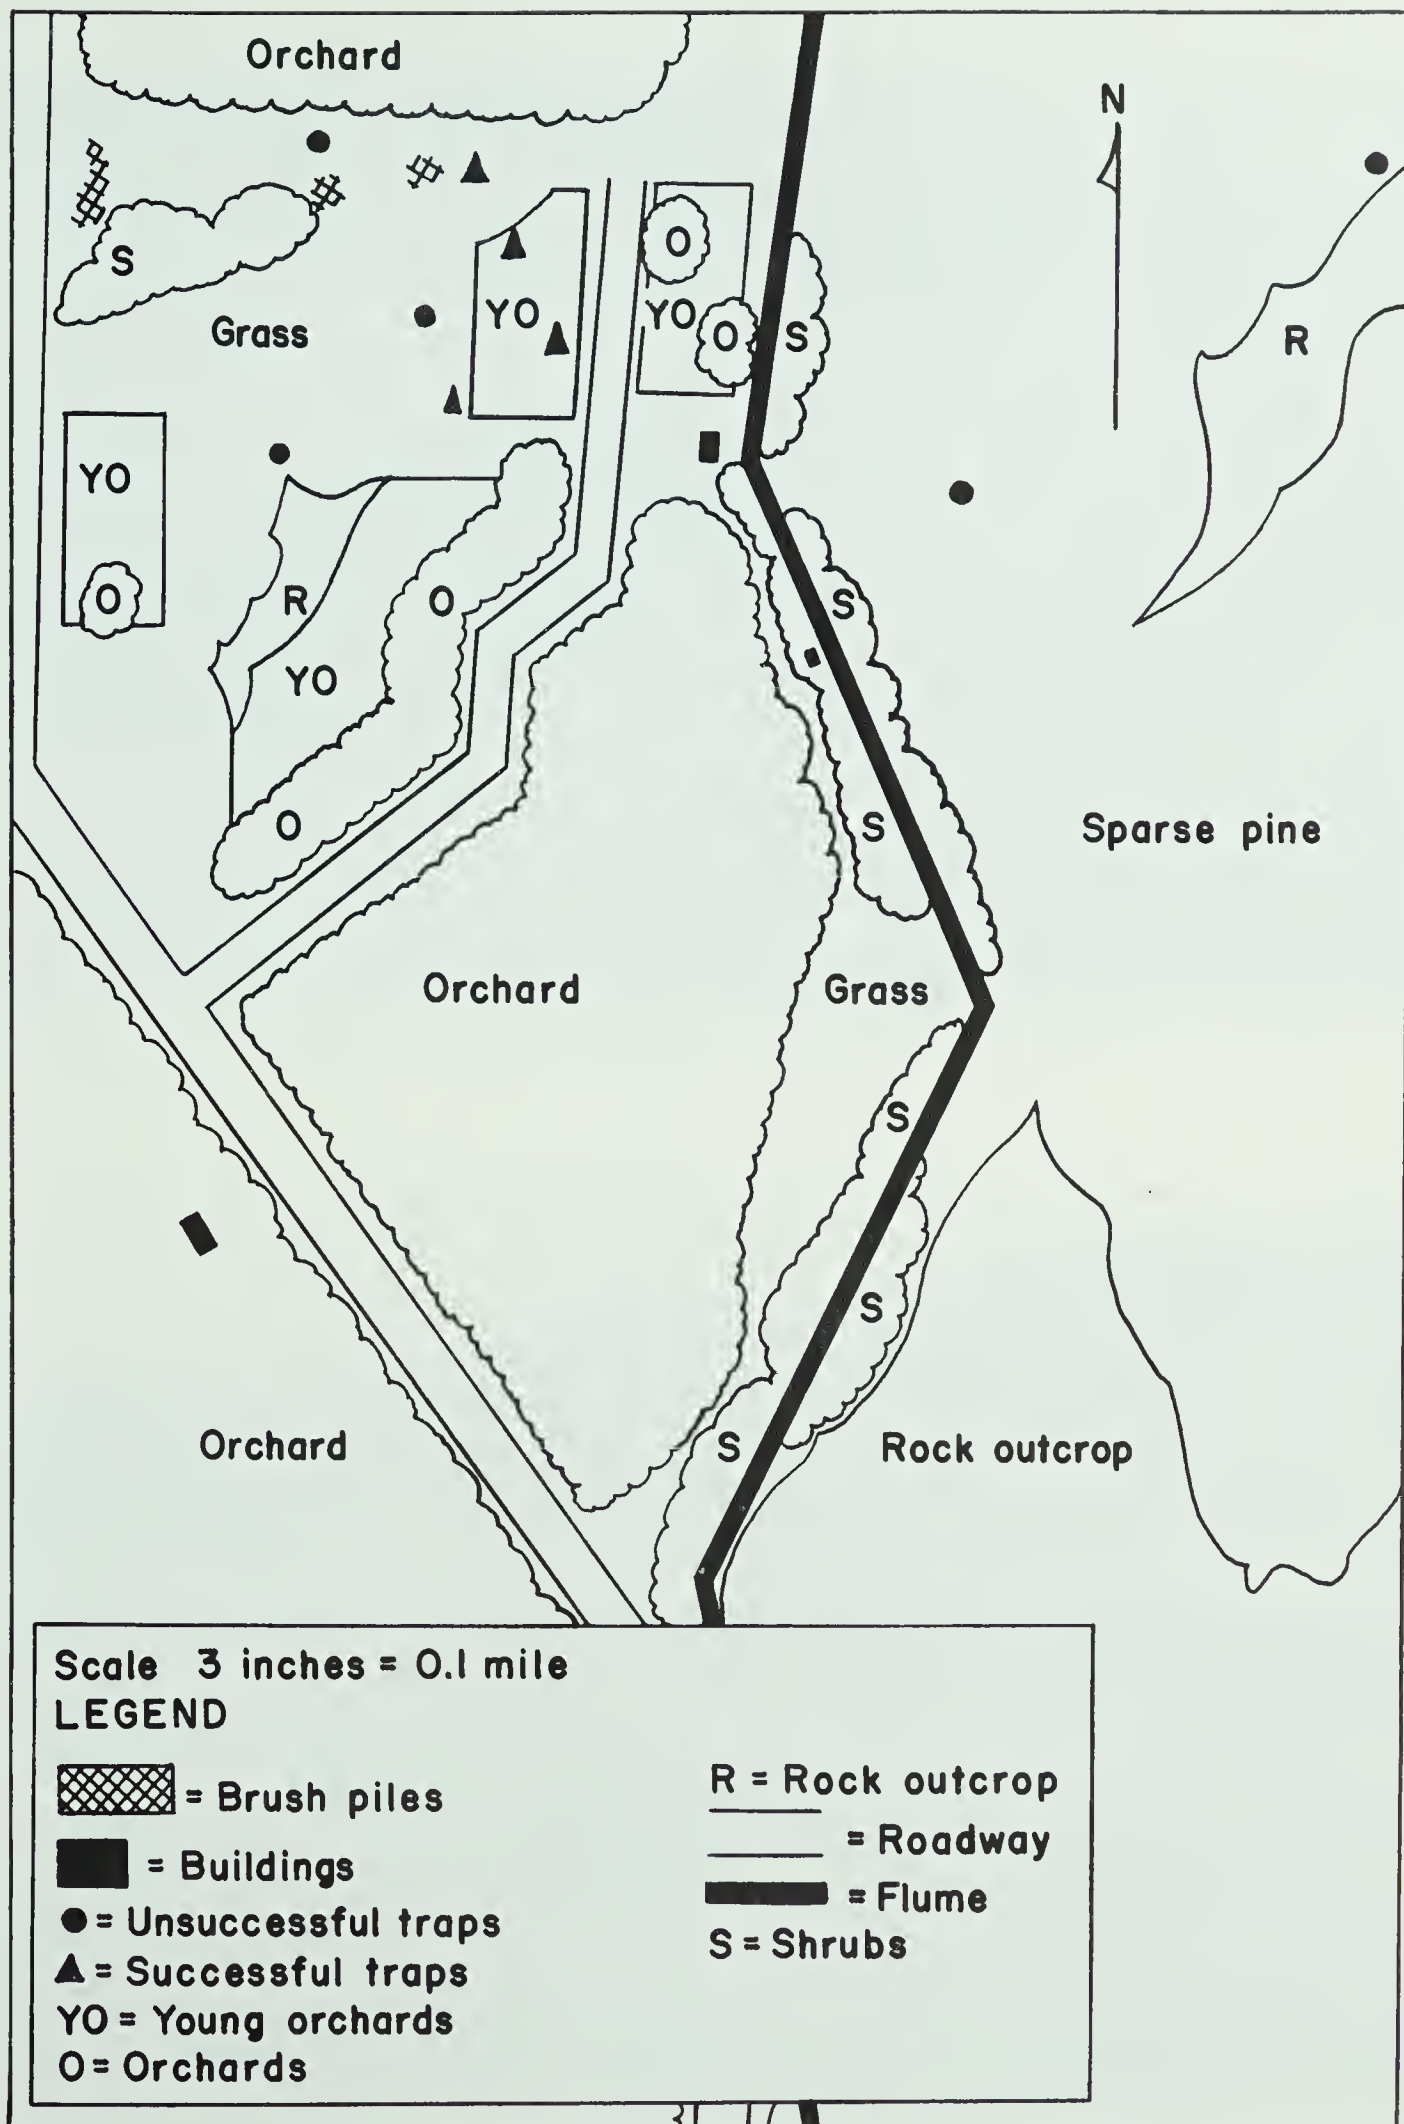 Orchard
N
S
O
YO
YO
O
S
R
Grass
YO
O
R
O
S
YO
O
S
Sparse pine
Orchard
Grass
S
S
Orchard
S
Rock outcrop
Scale 3 inches = 0.1 mile
LEGEND
= Brush piles
= Buildings
= Unsuccessful traps
= Successful traps
YO = Young orchards
O = Orchards
R = Rock outcrop
= Roadway
= Flume
S = Shrubs